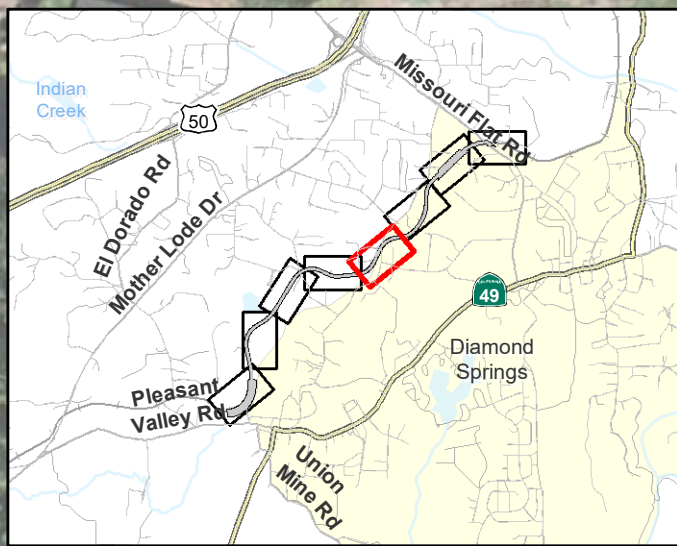 Indian
Creek
50
Missouri Flat Rd
El Dorado Rd
Mother Lode Dr
CALIFORNIA
49
Diamond
Springs
Pleasant
Valley Rd
Union
Mine Rd